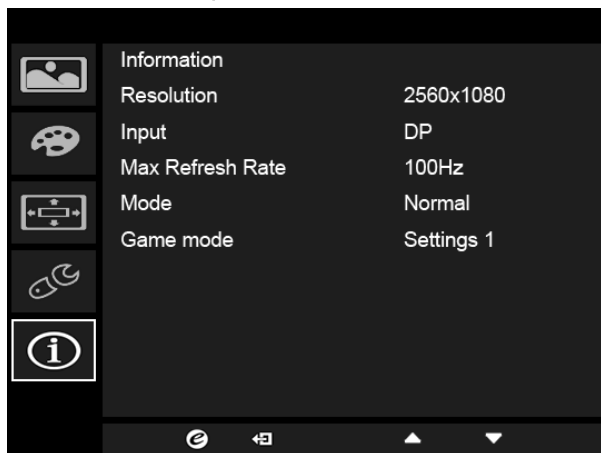 Information
Resolution 2560x1080
Input DP
Max Refresh Rate 100Hz
Mode Normal
Game mode Settings 1